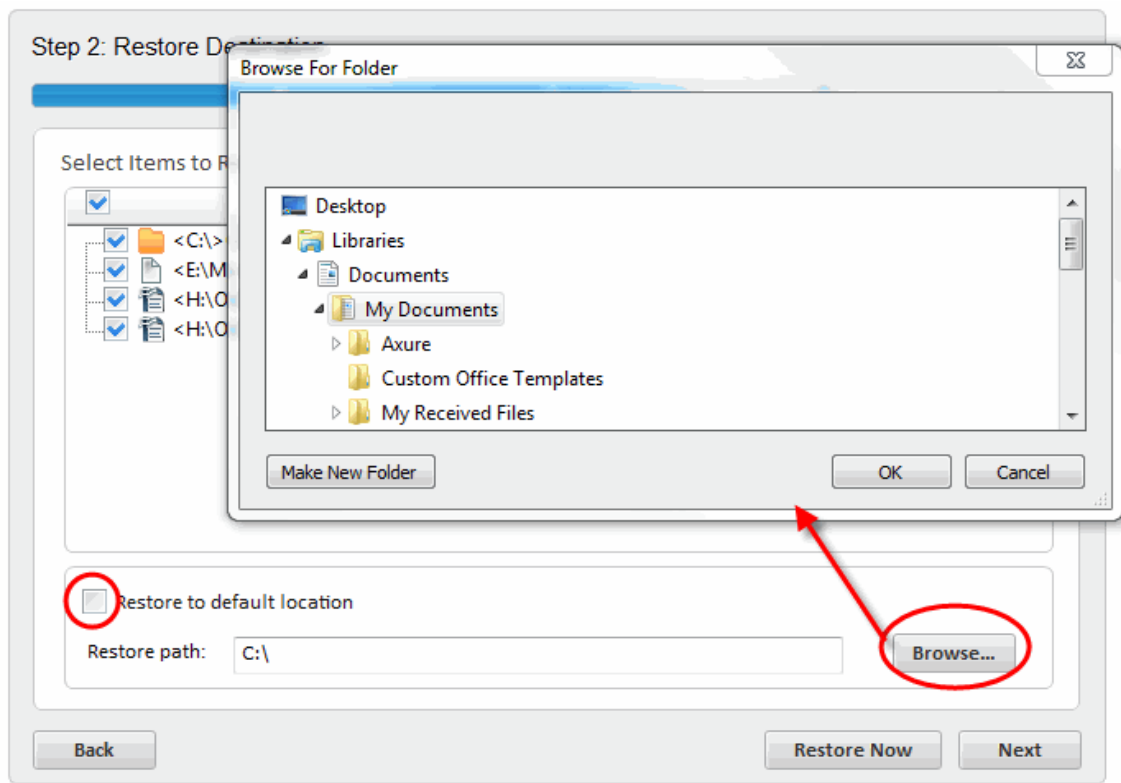 Step 2: Restore Destination
Browse For Folder
Select Items to R
Desktop
<C:\>
Libraries
<E:\M
Documents
<H:\O
My Documents
<H:\O
Axure
Custom Office Templates
My Received Files
Make New Folder
OK
Cancel
Restore to default location
Restore path:
C:\
Browse...
Back
Restore Now
Next